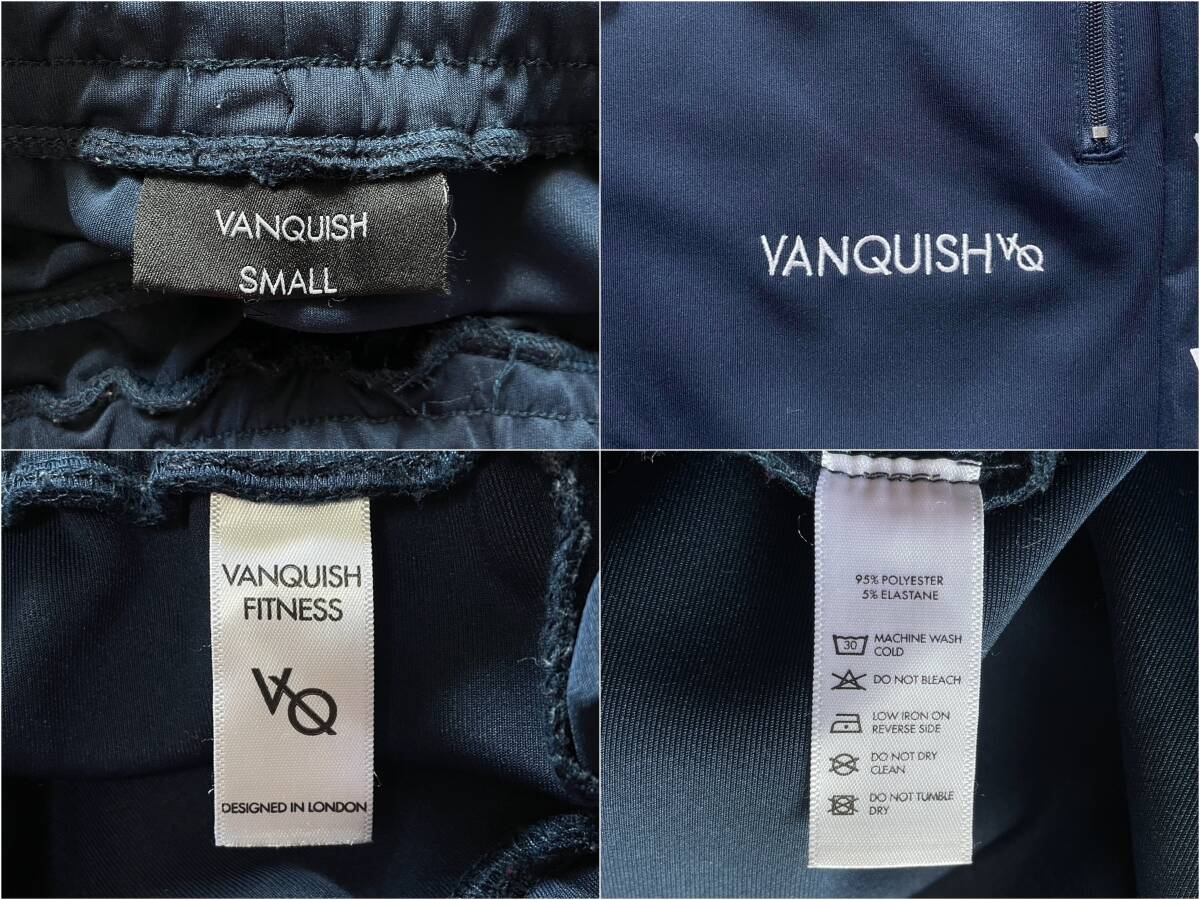 VANQUISH
SMALL
VANQUISH VQ
VANQUISH
FITNESS
VQ
DESIGNED IN LONDON
95% POLYESTER
5% ELASTANE
30 MACHINE WASH
COLD
DO NOT BLEACH
LOW IRON ON
REVERSE SIDE
DO NOT DRY
CLEAN
DO NOT TUMBLE
DRY